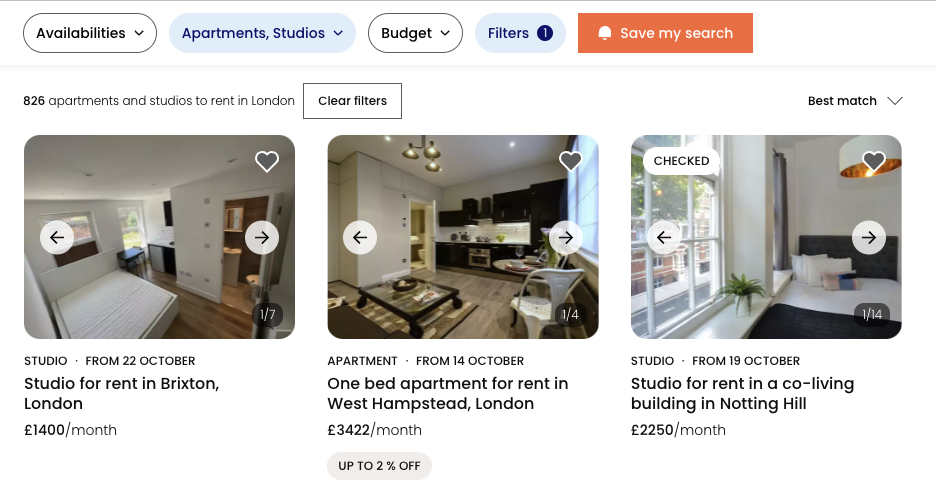 Availabilities
Apartments, Studios
Budget
Filters 1
Save my search
826 apartments and studios to rent in London
Clear filters
Best match
1/7
1/4
CHECKED
1/14
STUDIO · FROM 22 OCTOBER
Studio for rent in Brixton,
London
£1400/month
APARTMENT · FROM 14 OCTOBER
One bed apartment for rent in
West Hampstead, London
£3422/month
UP TO 2 % OFF
STUDIO · FROM 19 OCTOBER
Studio for rent in a co-living
building in Notting Hill
£2250/month